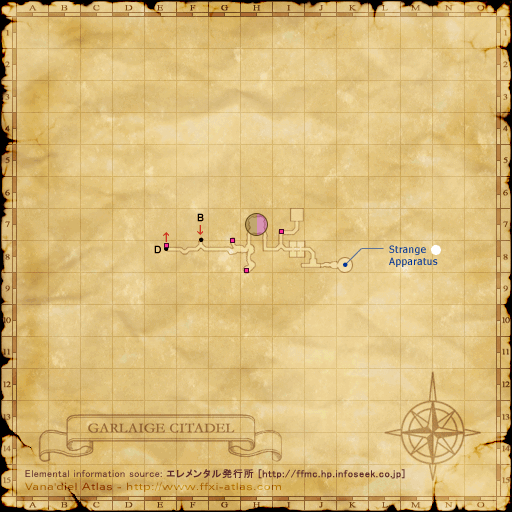 A B C D E F G H I J K L M N O
1
2
3
4
5
6
7
8
9
10
11
12
13
14
15
B
D
Strange
Apparatus
GARLAIGE CITADEL
Elemental information source: エレメンタル発行所 [http://ffmc.hp.infoseek.co.jp]
Vana'diel Atlas - http://www.ffxi-atlas.com
A B C D E F G H I J K L M N O